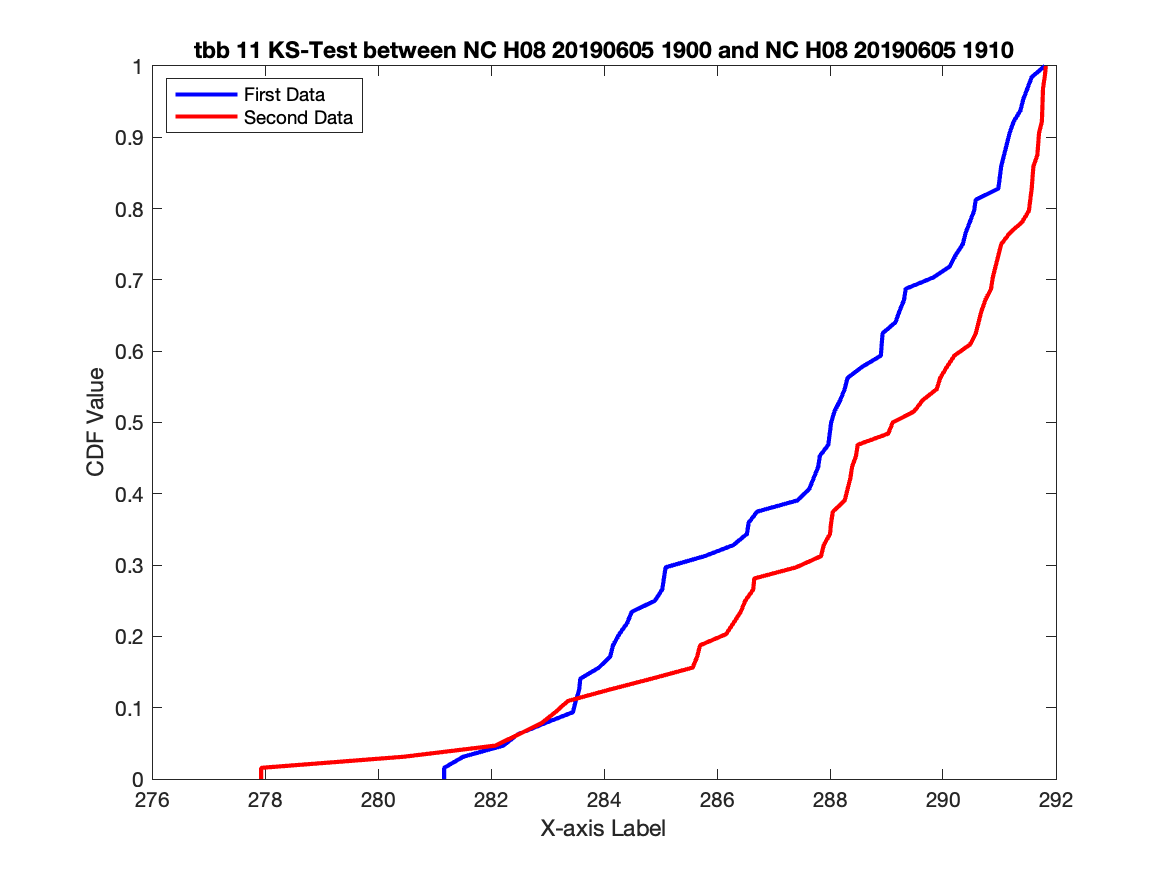 tbb 11 KS-Test between NC H08 20190605 1900 and NC H08 20190605 1910
First Data
Second Data
1
0.9
0.8
0.7
0.6
0.5
0.4
0.3
0.2
0.1
0
CDF Value
276 278 280 282 284 286 288 290 292
X-axis Label